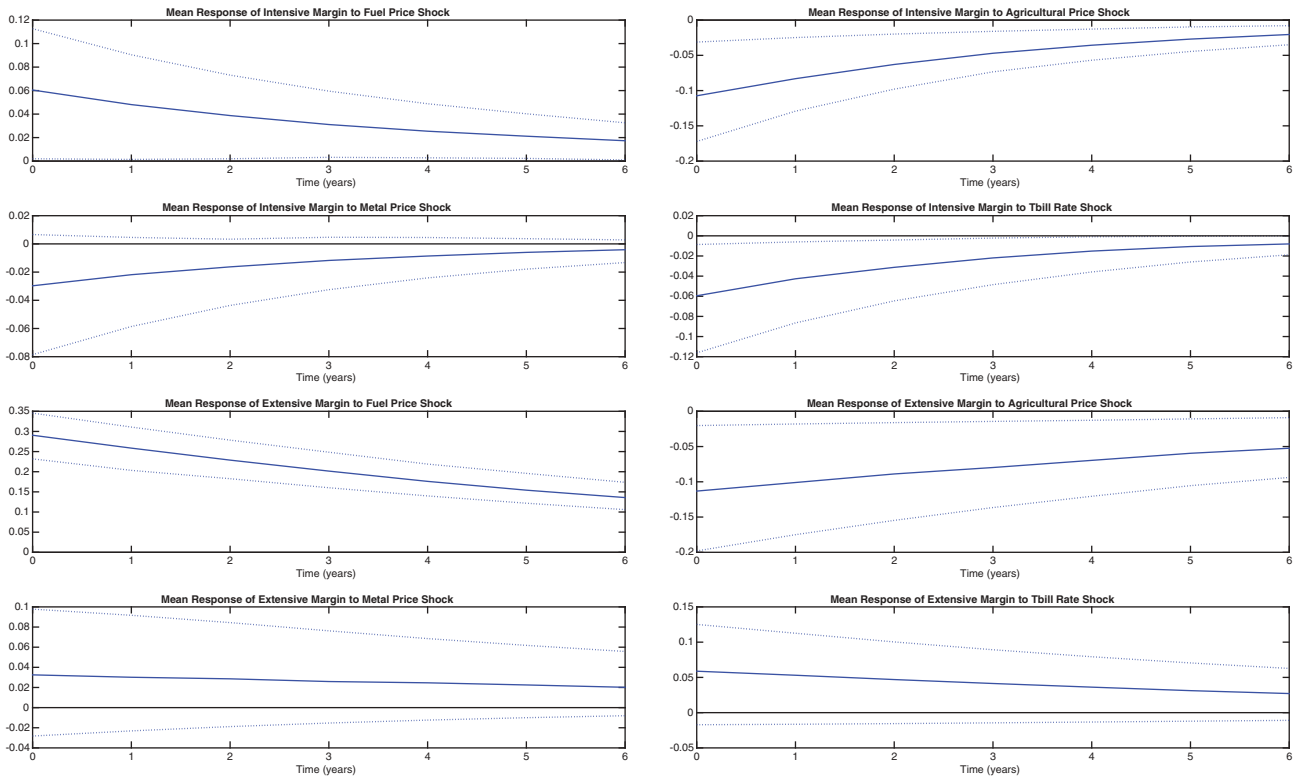 Mean Response of Intensive Margin to Fuel Price Shock
0.12
0.1
0.08
0.06
0.04
0.02
0
0 1 2 3 4 5 6
Time (years)
Mean Response of Intensive Margin to Agricultural Price Shock
0
-0.05
-0.1
-0.15
-0.2
0 1 2 3 4 5 6
Time (years)
Mean Response of Intensive Margin to Metal Price Shock
0.02
0
-0.02
-0.04
-0.06
-0.08
0 1 2 3 4 5 6
Time (years)
Mean Response of Intensive Margin to Tbill Rate Shock
0.02
0
-0.02
-0.04
-0.06
-0.08
-0.1
-0.12
0 1 2 3 4 5 6
Time (years)
Mean Response of Extensive Margin to Fuel Price Shock
0.35
0.3
0.25
0.2
0.15
0.1
0.05
0
0 1 2 3 4 5 6
Time (years)
Mean Response of Extensive Margin to Agricultural Price Shock
0
-0.05
-0.1
-0.15
-0.2
0 1 2 3 4 5 6
Time (years)
Mean Response of Extensive Margin to Metal Price Shock
0.1
0.08
0.06
0.04
0.02
0
-0.02
-0.04
0 1 2 3 4 5 6
Time (years)
Mean Response of Extensive Margin to Tbill Rate Shock
0.15
0.1
0.05
0
-0.05
0 1 2 3 4 5 6
Time (years)